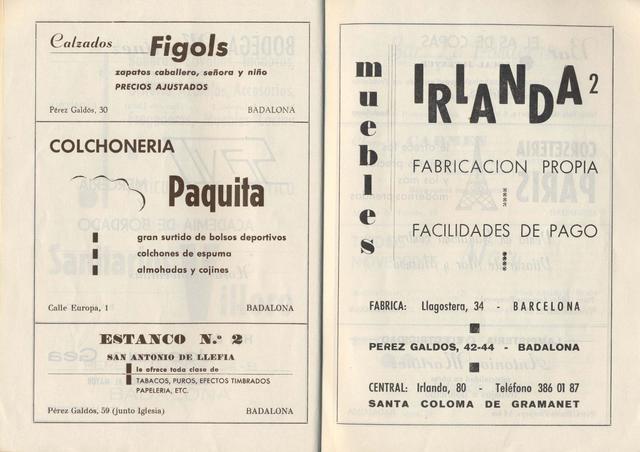 Calzados Figols
zapatos caballero, señora y niño
PRECIOS AJUSTADOS
Pérez Galdós, 30 BADALONA
COLCHONERIA
Paquita
gran surtido de bolsos deportivos
colchones de espuma
almohadas y cojines
Calle Europa, 1 BADALONA
ESTANCO N.º 2
SAN ANTONIO DE LLEFIA
le ofrece toda clase de
TABACOS, PUROS, EFECTOS TIMBRADOS
PAPELERIA, ETC.
Pérez Galdós, 59 (junto Iglesia) BADALONA
muebles
IRLANDA 2
FABRICACION PROPIA
FACILIDADES DE PAGO
FABRICA: Llagostera, 34 - BARCELONA
PEREZ GALDOS, 42-44 - BADALONA
CENTRAL: Irlanda, 80 - Teléfono 386 01 87
SANTA COLOMA DE GRAMANET